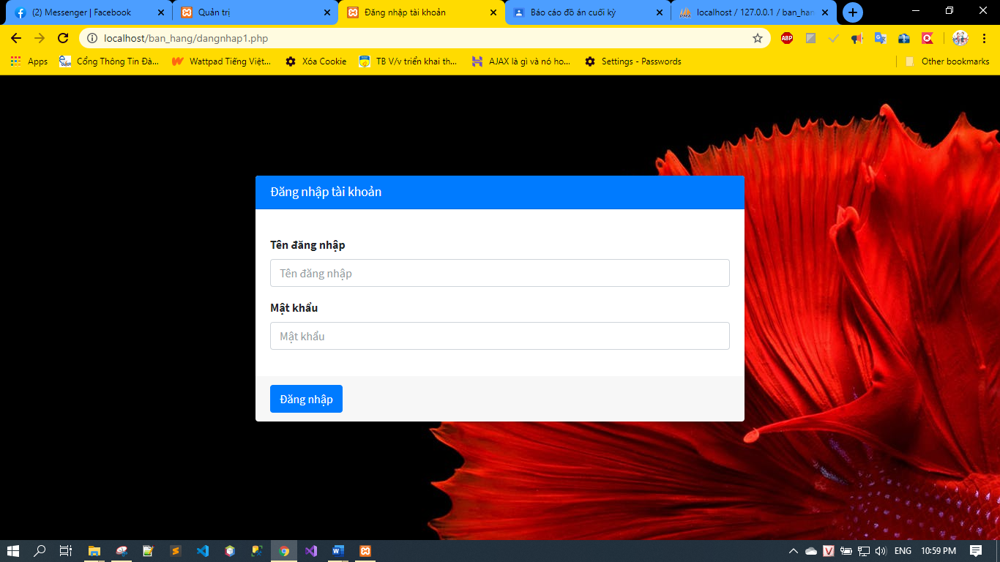 (2) Messenger | Facebook
Quản trị
Đăng nhập tài khoản
Báo cáo đồ án cuối kỳ
localhost / 127.0.0.1 / ban_han
localhost/ban_hang/dangnhap1.php
ABP
Apps
Cổng Thông Tin Đà...
Wattpad Tiếng Việt...
Xóa Cookie
TB V/v triển khai th...
AJAX là gì và nó ho...
Settings - Passwords
Other bookmarks
Đăng nhập tài khoản
Tên đăng nhập
Tên đăng nhập
Mật khẩu
Mật khẩu
Đăng nhập
ENG
10:59 PM